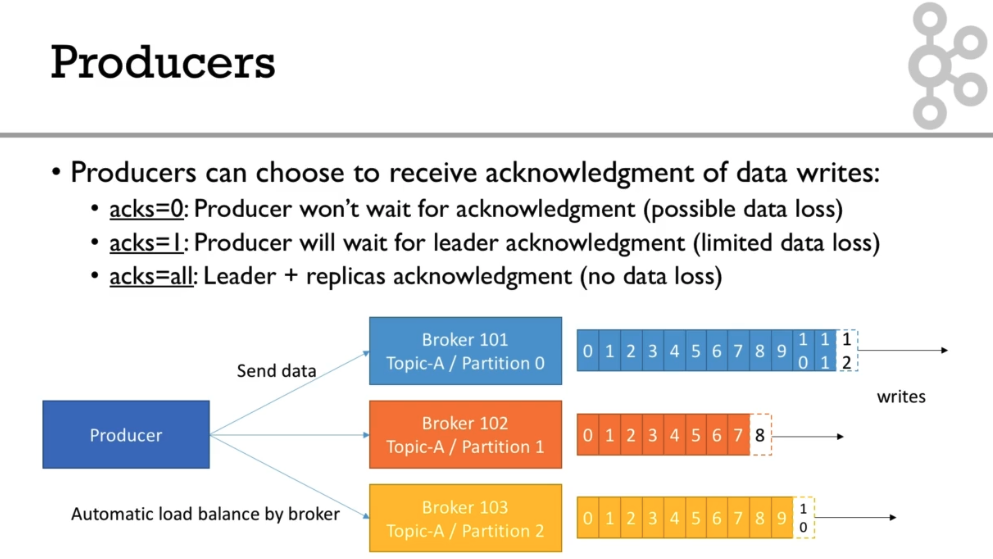 Producers
• Producers can choose to receive acknowledgment of data writes:
• acks=0: Producer won't wait for acknowledgment (possible data loss)
• acks=1: Producer will wait for leader acknowledgment (limited data loss)
• acks=all: Leader + replicas acknowledgment (no data loss)
Send data
Producer
Automatic load balance by broker
Broker 101
Topic-A / Partition 0
0 1 2 3 4 5 6 7 8 9 10 11 12
writes
Broker 102
Topic-A / Partition 1
0 1 2 3 4 5 6 7 8
Broker 103
Topic-A / Partition 2
0 1 2 3 4 5 6 7 8 9 10